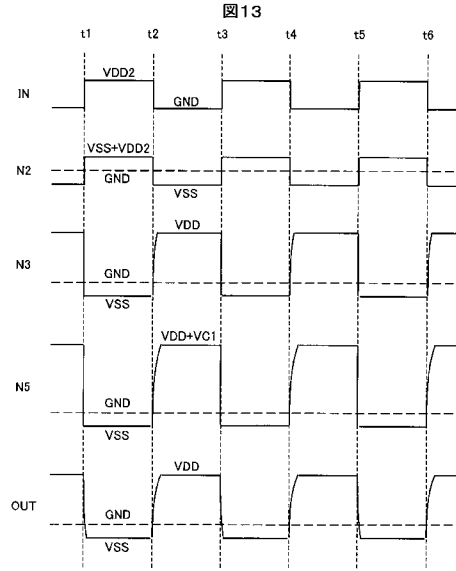 図13
t1 t2 t3 t4 t5 t6
IN
VDD2
GND
N2
VSS+VDD2
GND
VSS
N3
VDD
GND
VSS
N5
VDD+VC1
GND
VSS
OUT
VDD
GND
VSS